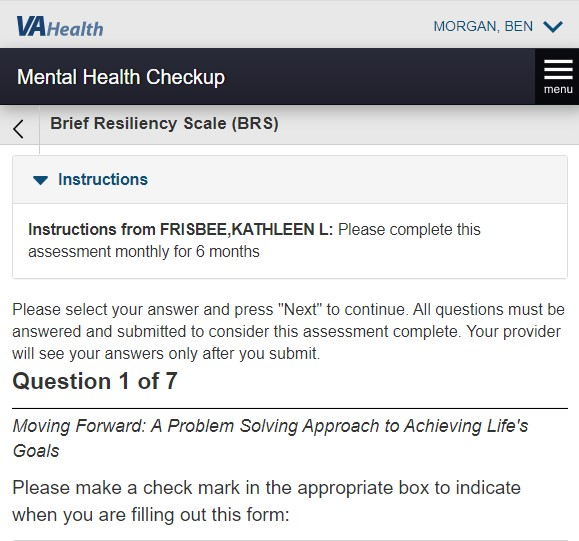 VA Health
MORGAN, BEN
Mental Health Checkup
menu
Brief Resiliency Scale (BRS)
Instructions
Instructions from FRISBEE,KATHLEEN L: Please complete this
assessment monthly for 6 months
Please select your answer and press "Next" to continue. All questions must be
answered and submitted to consider this assessment complete. Your provider
will see your answers only after you submit.
Question 1 of 7
Moving Forward: A Problem Solving Approach to Achieving Life's
Goals
Please make a check mark in the appropriate box to indicate
when you are filling out this form: